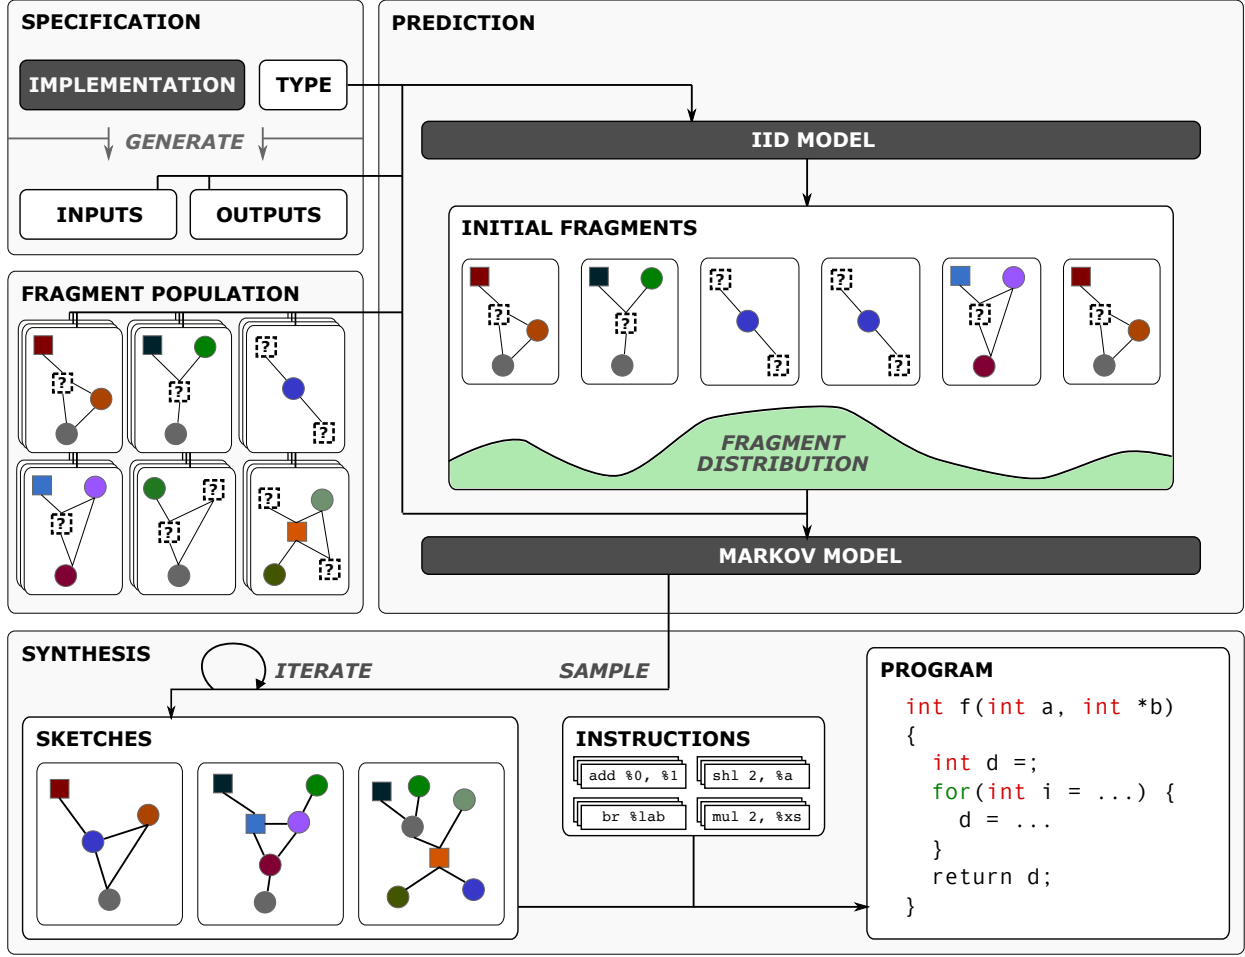 SPECIFICATION
IMPLEMENTATION
TYPE
GENERATE
INPUTS
OUTPUTS
FRAGMENT POPULATION
?
?
?
?
?
?
?
?
?
PREDICTION
IID MODEL
INITIAL FRAGMENTS
?
?
?
?
?
?
?
?
FRAGMENT
DISTRIBUTION
MARKOV MODEL
SYNTHESIS
ITERATE
SAMPLE
SKETCHES
INSTRUCTIONS
add %0, %1
shl 2, %a
br %lab
mul 2, %xs
PROGRAM
int f(int a, int *b)
{
int d =;
for(int i = ...) {
d = ...
}
return d;
}